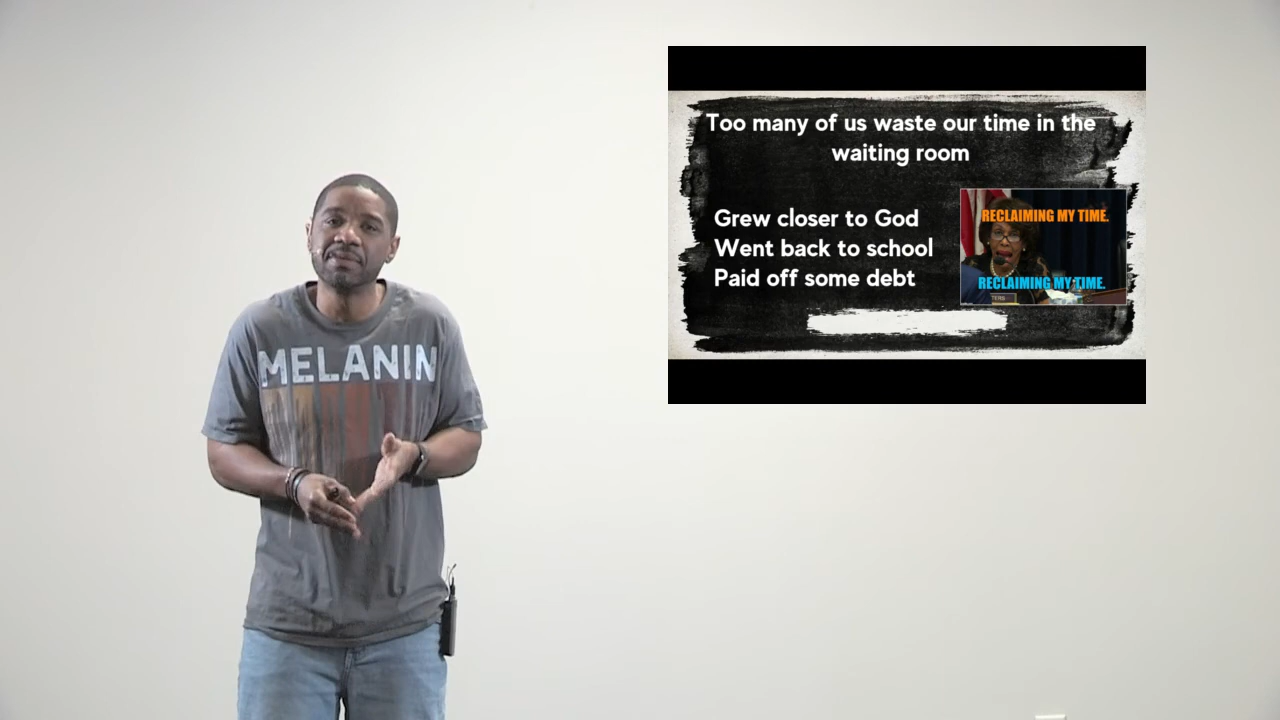 Too many of us waste our time in the
waiting room
Grew closer to God
Went back to school
Paid off some debt
RECLAIMING MY TIME.
RECLAIMING MY TIME.
TERS
MELANIN